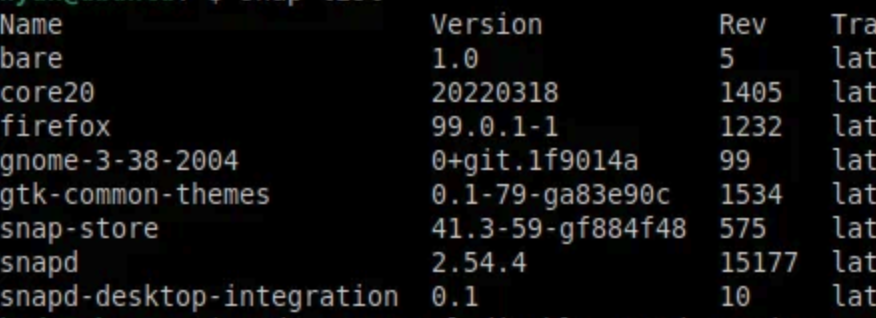 Name Version Rev Tra
bare 1.0 5 lat
core20 20220318 1405 lat
firefox 99.0.1-1 1232 lat
gnome-3-38-2004 0+git.1f9014a 99 lat
gtk-common-themes 0.1-79-ga83e90c 1534 lat
snap-store 41.3-59-gf884f48 575 lat
snapd 2.54.4 15177 lat
snapd-desktop-integration 0.1 10 lat